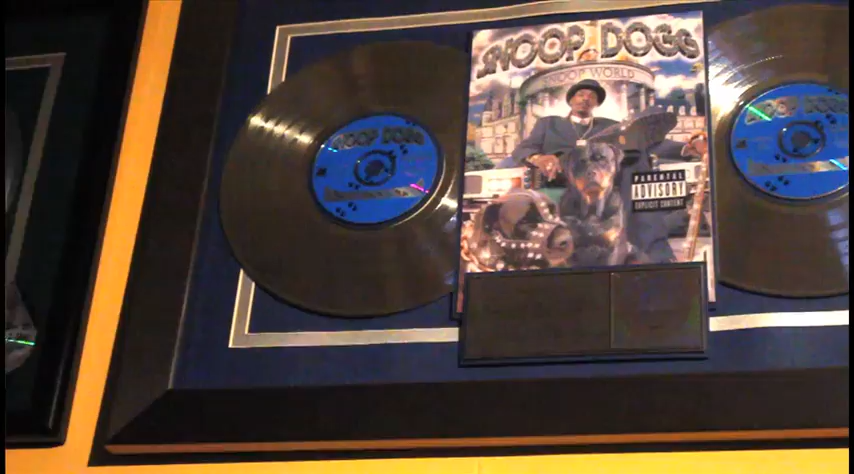 SNOOP DOGG
SNOOP WORLD
PARENTAL
ADVISORY
EXPLICIT CONTENT
SNOOP DOGG
SNOOP DOGG